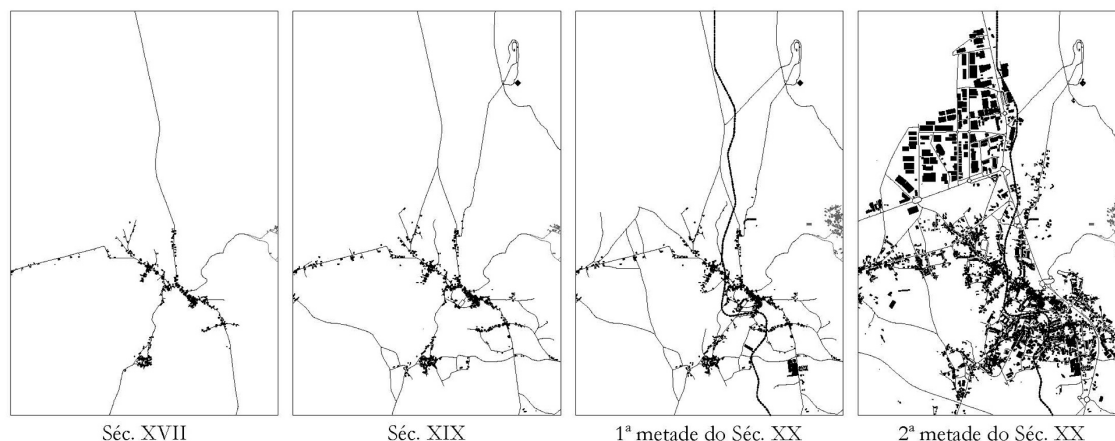 Séc. XVII
Séc. XIX
1ª metade do Séc. XX
2ª metade do Séc. XX